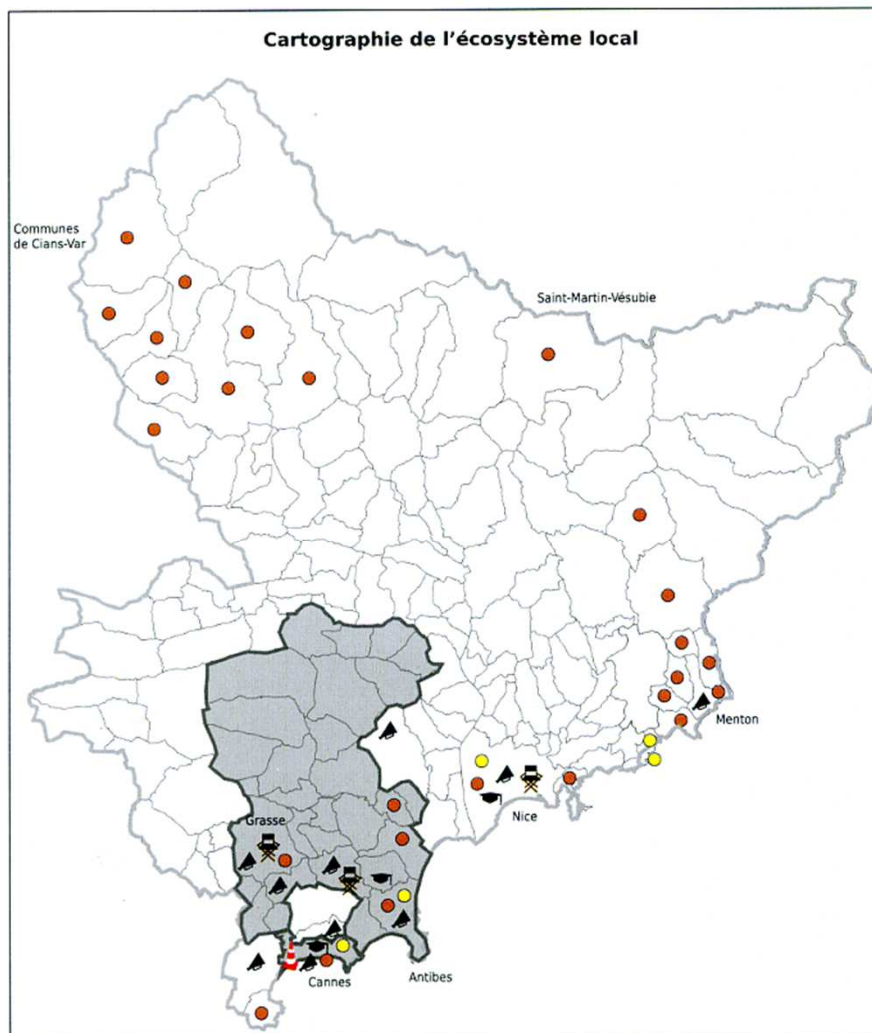 Cartographie de l'écosystème local
Communes
de Cians-Var
Saint-Martin-Vésubie
Menton
Nice
Grasse
Cannes
Antibes